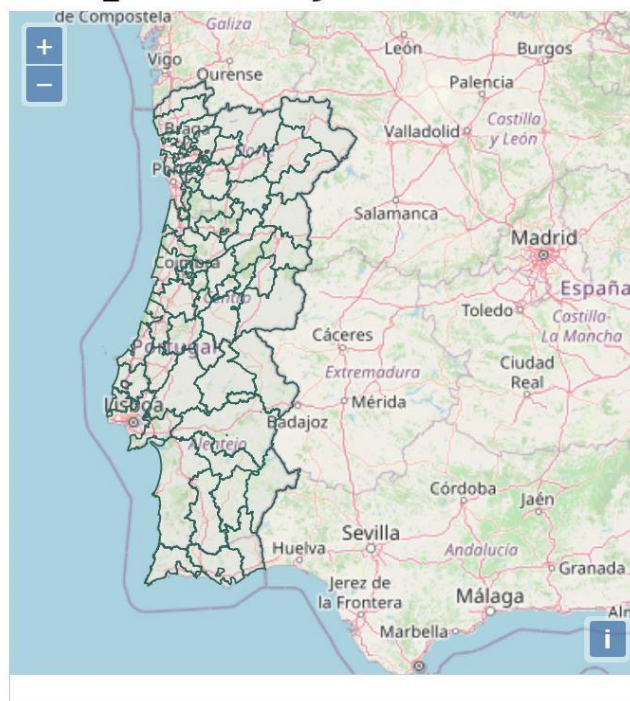 de Compostela
Galiza
+
León
Burgos
Vigo
Ourense
−
Palencia
Braga
Valladolid
Castilla
y León
Norte
Salamanca
Madrid
Coimbra
España
Centro
Toledo
Castilla-
La Mancha
Cáceres
Portugal
Extremadura
Ciudad
Real
Mérida
Lisboa
Badajoz
Alentejo
Córdoba
Jaén
Sevilla
Huelva
Andalucía
Granada
Jerez de
la Frontera
Málaga
Marbella
i